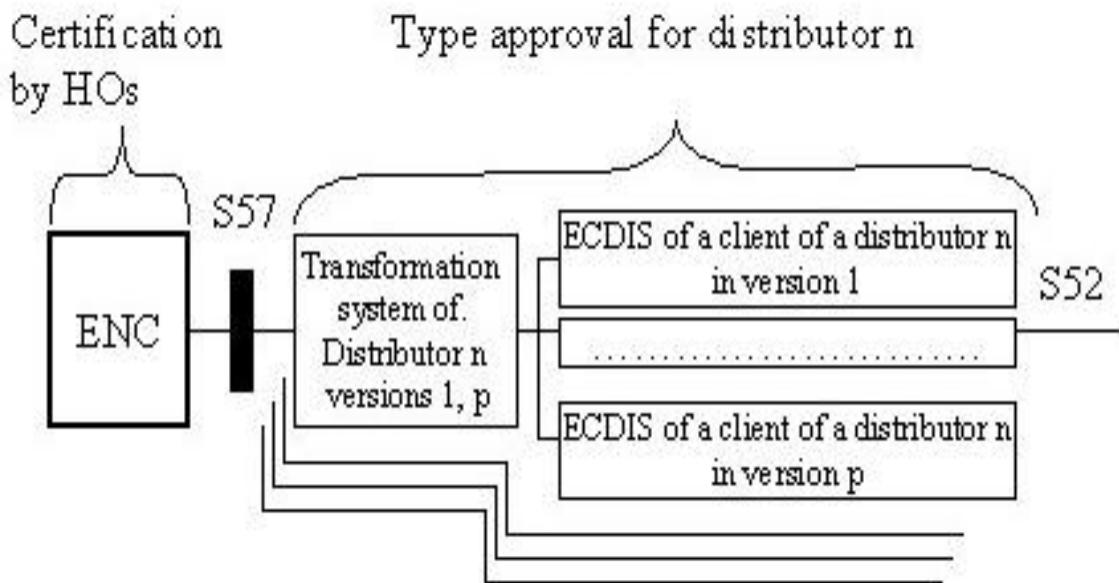 Certification
by HOs
Type approval for distributor n
S57
ENC
Transformation
system of.
Distributor n
versions 1, p
ECDIS of a client of a distributor n
in version 1
..............................
ECDIS of a client of a distributor n
in version p
S52